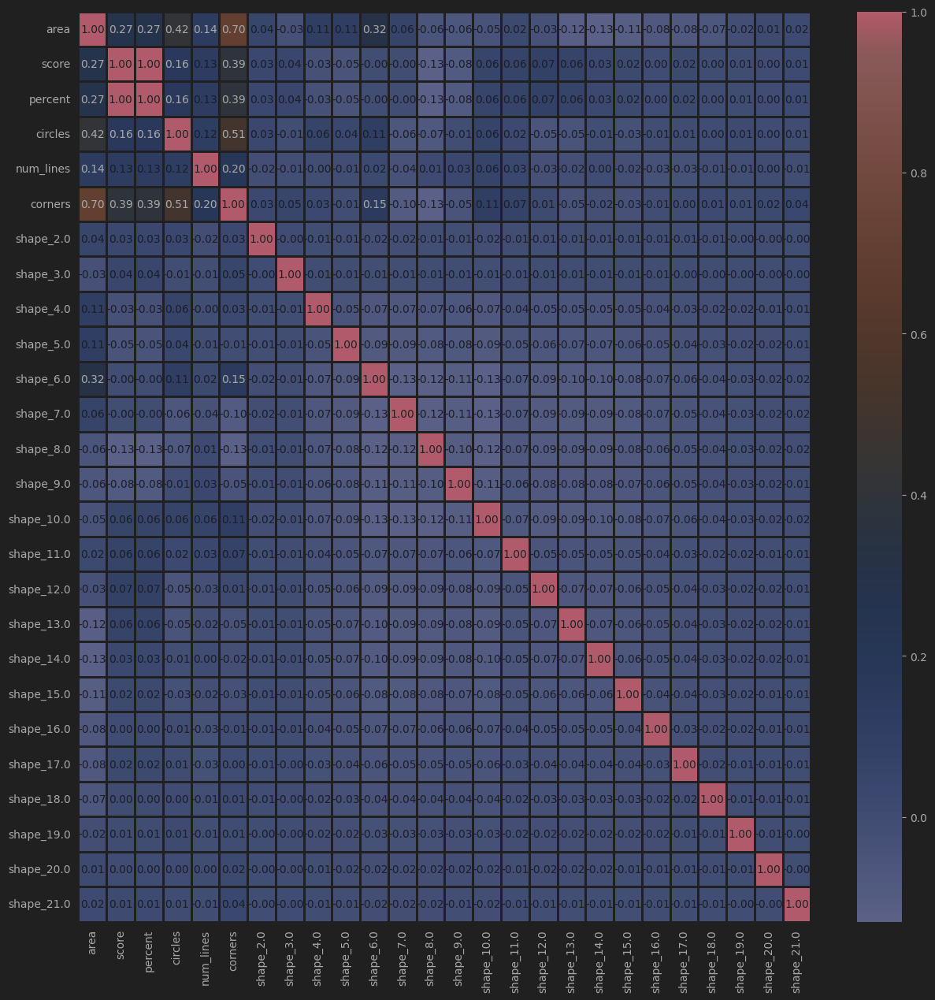 area 1.00 0.27 0.27 0.42 0.14 0.70 0.04 -0.03 0.11 0.11 0.32 0.06 -0.06 -0.06 -0.05 0.02 -0.03 -0.12 -0.13 -0.11 -0.08 -0.08 -0.07 -0.02 0.01 0.02
score 0.27 1.00 1.00 0.16 0.13 0.39 0.03 0.04 -0.03 -0.05 -0.00 -0.00 -0.13 -0.08 0.06 0.06 0.07 0.06 0.03 0.02 0.00 0.02 0.00 0.01 0.00 0.01
percent 0.27 1.00 1.00 0.16 0.13 0.39 0.03 0.04 -0.03 -0.05 -0.00 -0.00 -0.13 -0.08 0.06 0.06 0.07 0.06 0.03 0.02 0.00 0.02 0.00 0.01 0.00 0.01
circles 0.42 0.16 0.16 1.00 0.12 0.51 0.03 -0.01 0.06 0.04 0.11 -0.06 -0.07 -0.01 0.06 0.02 -0.05 -0.05 -0.01 -0.03 -0.01 0.01 0.00 0.01 0.00 0.01
num_lines 0.14 0.13 0.13 0.12 1.00 0.20 -0.02 -0.01 -0.00 -0.01 0.02 -0.04 0.01 0.03 0.06 0.03 -0.03 -0.02 0.00 -0.02 -0.03 -0.03 -0.01 -0.01 0.00 -0.01
corners 0.70 0.39 0.39 0.51 0.20 1.00 0.03 0.05 0.03 -0.01 0.15 -0.10 -0.13 -0.05 0.11 0.07 0.01 -0.05 -0.02 -0.03 -0.01 0.00 0.01 0.01 0.02 0.04
shape_2.0 0.04 0.03 0.03 0.03 -0.02 0.03 1.00 -0.00 -0.01 -0.01 -0.02 -0.02 -0.01 -0.01 -0.02 -0.01 -0.01 -0.01 -0.01 -0.01 -0.01 -0.01 -0.01 -0.00 -0.00 -0.00
shape_3.0 -0.03 0.04 0.04 -0.01 -0.01 0.05 -0.00 1.00 -0.01 -0.01 -0.01 -0.01 -0.01 -0.01 -0.01 -0.01 -0.01 -0.01 -0.01 -0.01 -0.01 -0.00 -0.00 -0.00 -0.00 -0.00
shape_4.0 0.11 -0.03 -0.03 0.06 -0.00 0.03 -0.01 -0.01 1.00 -0.05 -0.07 -0.07 -0.07 -0.06 -0.07 -0.04 -0.05 -0.05 -0.05 -0.05 -0.04 -0.03 -0.02 -0.02 -0.01 -0.01
shape_5.0 0.11 -0.05 -0.05 0.04 -0.01 -0.01 -0.01 -0.01 -0.05 1.00 -0.09 -0.09 -0.08 -0.08 -0.09 -0.05 -0.06 -0.07 -0.07 -0.06 -0.05 -0.04 -0.03 -0.02 -0.02 -0.01
shape_6.0 0.32 -0.00 -0.00 0.11 0.02 0.15 -0.02 -0.01 -0.07 -0.09 1.00 -0.13 -0.12 -0.11 -0.13 -0.07 -0.09 -0.10 -0.10 -0.08 -0.07 -0.06 -0.04 -0.03 -0.02 -0.02
shape_7.0 0.06 -0.00 -0.00 -0.06 -0.04 -0.10 -0.02 -0.01 -0.07 -0.09 -0.13 1.00 -0.12 -0.11 -0.13 -0.07 -0.09 -0.09 -0.09 -0.08 -0.07 -0.05 -0.04 -0.03 -0.02 -0.02
shape_8.0 -0.06 -0.13 -0.13 -0.07 0.01 -0.13 -0.01 -0.01 -0.07 -0.08 -0.12 -0.12 1.00 -0.10 -0.12 -0.07 -0.09 -0.09 -0.09 -0.08 -0.06 -0.05 -0.04 -0.03 -0.02 -0.02
shape_9.0 -0.06 -0.08 -0.08 -0.01 0.03 -0.05 -0.01 -0.01 -0.06 -0.08 -0.11 -0.11 -0.10 1.00 -0.11 -0.06 -0.08 -0.08 -0.08 -0.07 -0.06 -0.05 -0.04 -0.03 -0.02 -0.01
shape_10.0 -0.05 0.06 0.06 0.06 0.06 0.11 -0.02 -0.01 -0.07 -0.09 -0.13 -0.13 -0.12 -0.11 1.00 -0.07 -0.09 -0.09 -0.10 -0.08 -0.07 -0.06 -0.04 -0.03 -0.02 -0.02
shape_11.0 0.02 0.06 0.06 0.02 0.03 0.07 -0.01 -0.01 -0.04 -0.05 -0.07 -0.07 -0.07 -0.06 -0.07 1.00 -0.05 -0.05 -0.05 -0.05 -0.04 -0.03 -0.02 -0.02 -0.01 -0.01
shape_12.0 -0.03 0.07 0.07 -0.05 -0.03 0.01 -0.01 -0.01 -0.05 -0.06 -0.09 -0.09 -0.09 -0.08 -0.09 -0.05 1.00 -0.07 -0.07 -0.06 -0.05 -0.04 -0.03 -0.02 -0.02 -0.01
shape_13.0 -0.12 0.06 0.06 -0.05 -0.02 -0.05 -0.01 -0.01 -0.05 -0.07 -0.10 -0.09 -0.09 -0.08 -0.09 -0.05 -0.07 1.00 -0.07 -0.06 -0.05 -0.04 -0.03 -0.02 -0.02 -0.01
shape_14.0 -0.13 0.03 0.03 -0.01 0.00 -0.02 -0.01 -0.01 -0.05 -0.07 -0.10 -0.09 -0.09 -0.08 -0.10 -0.05 -0.07 -0.07 1.00 -0.06 -0.05 -0.04 -0.03 -0.02 -0.02 -0.01
shape_15.0 -0.11 0.02 0.02 -0.03 -0.02 -0.03 -0.01 -0.01 -0.05 -0.06 -0.08 -0.08 -0.08 -0.07 -0.08 -0.05 -0.06 -0.06 -0.06 1.00 -0.04 -0.04 -0.03 -0.02 -0.01 -0.01
shape_16.0 -0.08 0.00 0.00 -0.01 -0.03 -0.01 -0.01 -0.01 -0.04 -0.05 -0.07 -0.07 -0.06 -0.06 -0.07 -0.04 -0.05 -0.05 -0.05 -0.04 1.00 -0.03 -0.02 -0.02 -0.01 -0.01
shape_17.0 -0.08 0.02 0.02 0.01 -0.03 0.00 -0.01 -0.00 -0.03 -0.04 -0.06 -0.05 -0.05 -0.05 -0.06 -0.03 -0.04 -0.04 -0.04 -0.04 -0.03 1.00 -0.02 -0.01 -0.01 -0.01
shape_18.0 -0.07 0.00 0.00 0.00 -0.01 0.01 -0.01 -0.00 -0.02 -0.03 -0.04 -0.04 -0.04 -0.04 -0.04 -0.02 -0.03 -0.03 -0.03 -0.03 -0.02 -0.02 1.00 -0.01 -0.01 -0.01
shape_19.0 -0.02 0.01 0.01 0.01 -0.01 0.01 -0.00 -0.00 -0.02 -0.02 -0.03 -0.03 -0.03 -0.03 -0.03 -0.02 -0.02 -0.02 -0.02 -0.02 -0.02 -0.01 -0.01 1.00 -0.01 -0.00
shape_20.0 0.01 0.00 0.00 0.00 0.00 0.02 -0.00 -0.00 -0.01 -0.02 -0.02 -0.02 -0.02 -0.02 -0.02 -0.01 -0.02 -0.02 -0.02 -0.01 -0.01 -0.01 -0.01 -0.01 1.00 -0.00
shape_21.0 0.02 0.01 0.01 0.01 -0.01 0.04 -0.00 -0.00 -0.01 -0.01 -0.02 -0.02 -0.02 -0.01 -0.02 -0.01 -0.01 -0.01 -0.01 -0.01 -0.01 -0.01 -0.01 -0.00 -0.00 1.00
area score percent circles num_lines corners shape_2.0 shape_3.0 shape_4.0 shape_5.0 shape_6.0 shape_7.0 shape_8.0 shape_9.0 shape_10.0 shape_11.0 shape_12.0 shape_13.0 shape_14.0 shape_15.0 shape_16.0 shape_17.0 shape_18.0 shape_19.0 shape_20.0 shape_21.0
1.0
0.8
0.6
0.4
0.2
0.0